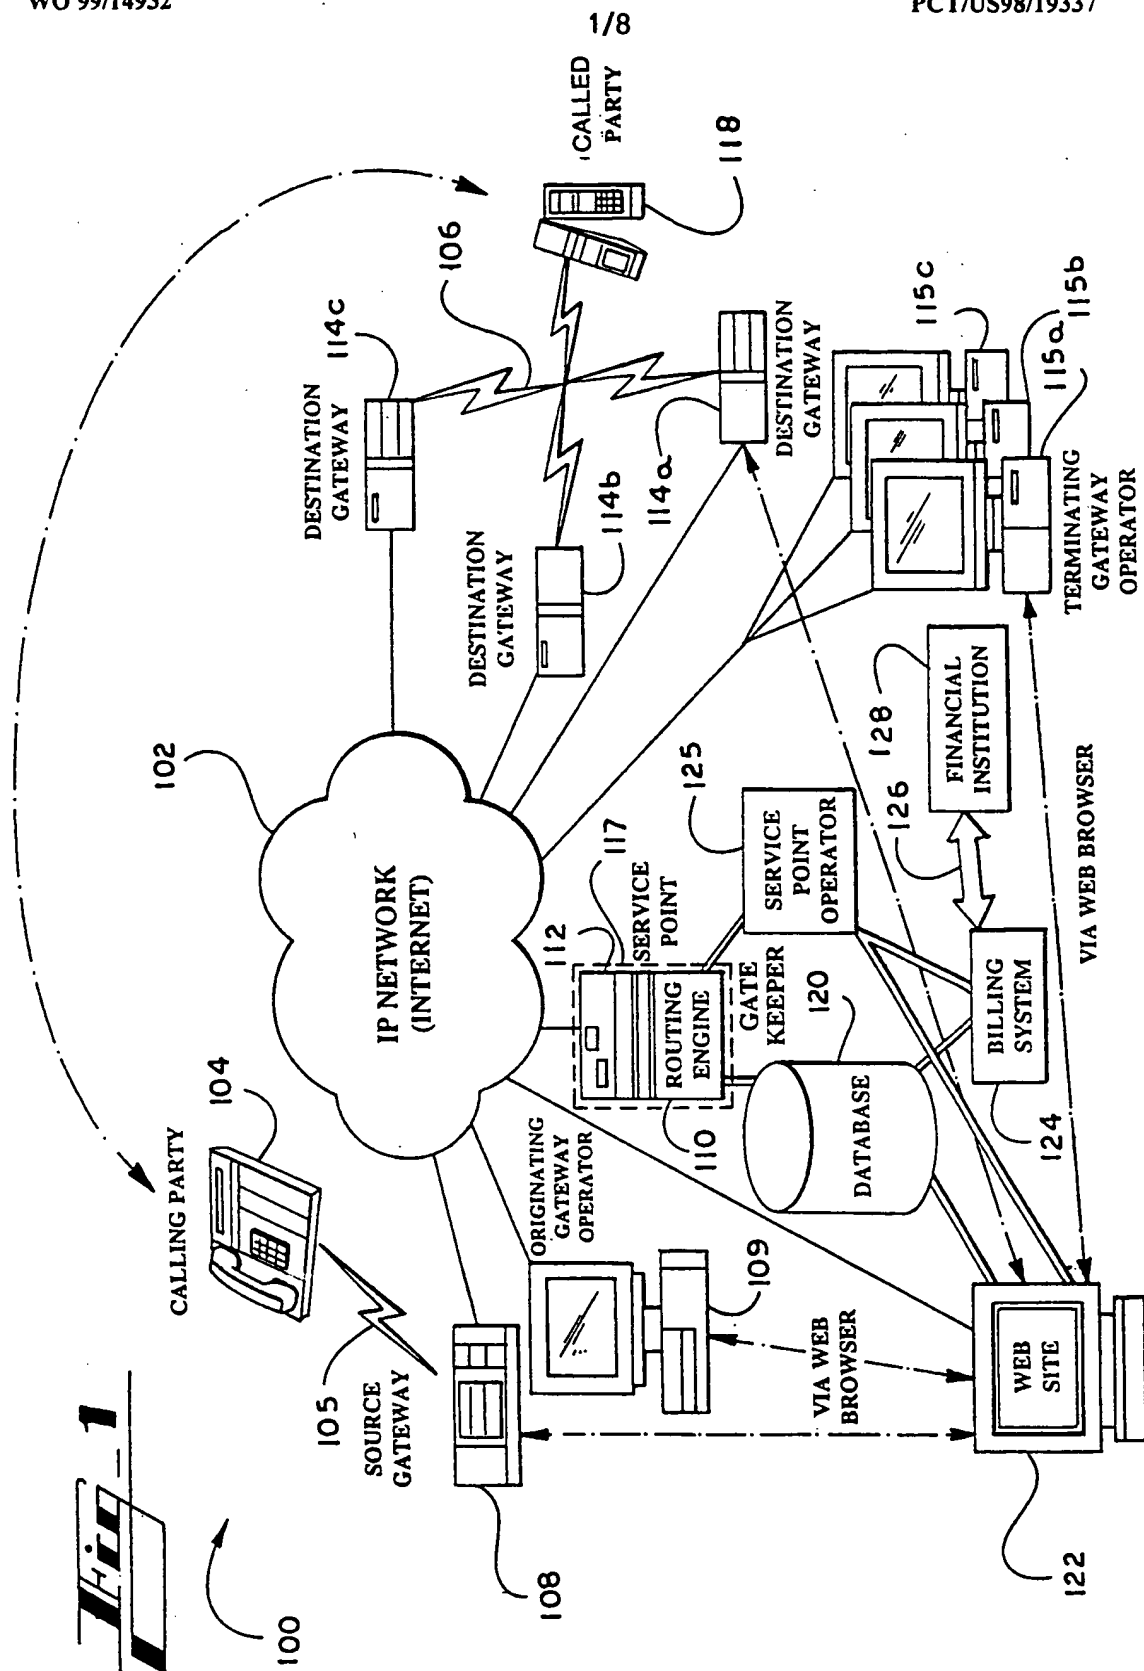 WO 99/14932
PCT/US98/19337
1/8
Fig_1
100
CALLING PARTY
104
105
SOURCE
GATEWAY
108
ORIGINATING
GATEWAY
OPERATOR
109
VIA WEB
BROWSER
WEB
SITE
122
102
IP NETWORK
(INTERNET)
112
117
SERVICE
POINT
ROUTING
ENGINE
110
GATE
KEEPER
120
DATABASE
125
SERVICE
POINT
OPERATOR
BILLING
SYSTEM
124
126
128
FINANCIAL
INSTITUTION
VIA WEB BROWSER
DESTINATION
GATEWAY
114c
106
CALLED
PARTY
118
DESTINATION
GATEWAY
114b
114a
DESTINATION
GATEWAY
115c
115b
115a
TERMINATING
GATEWAY
OPERATOR